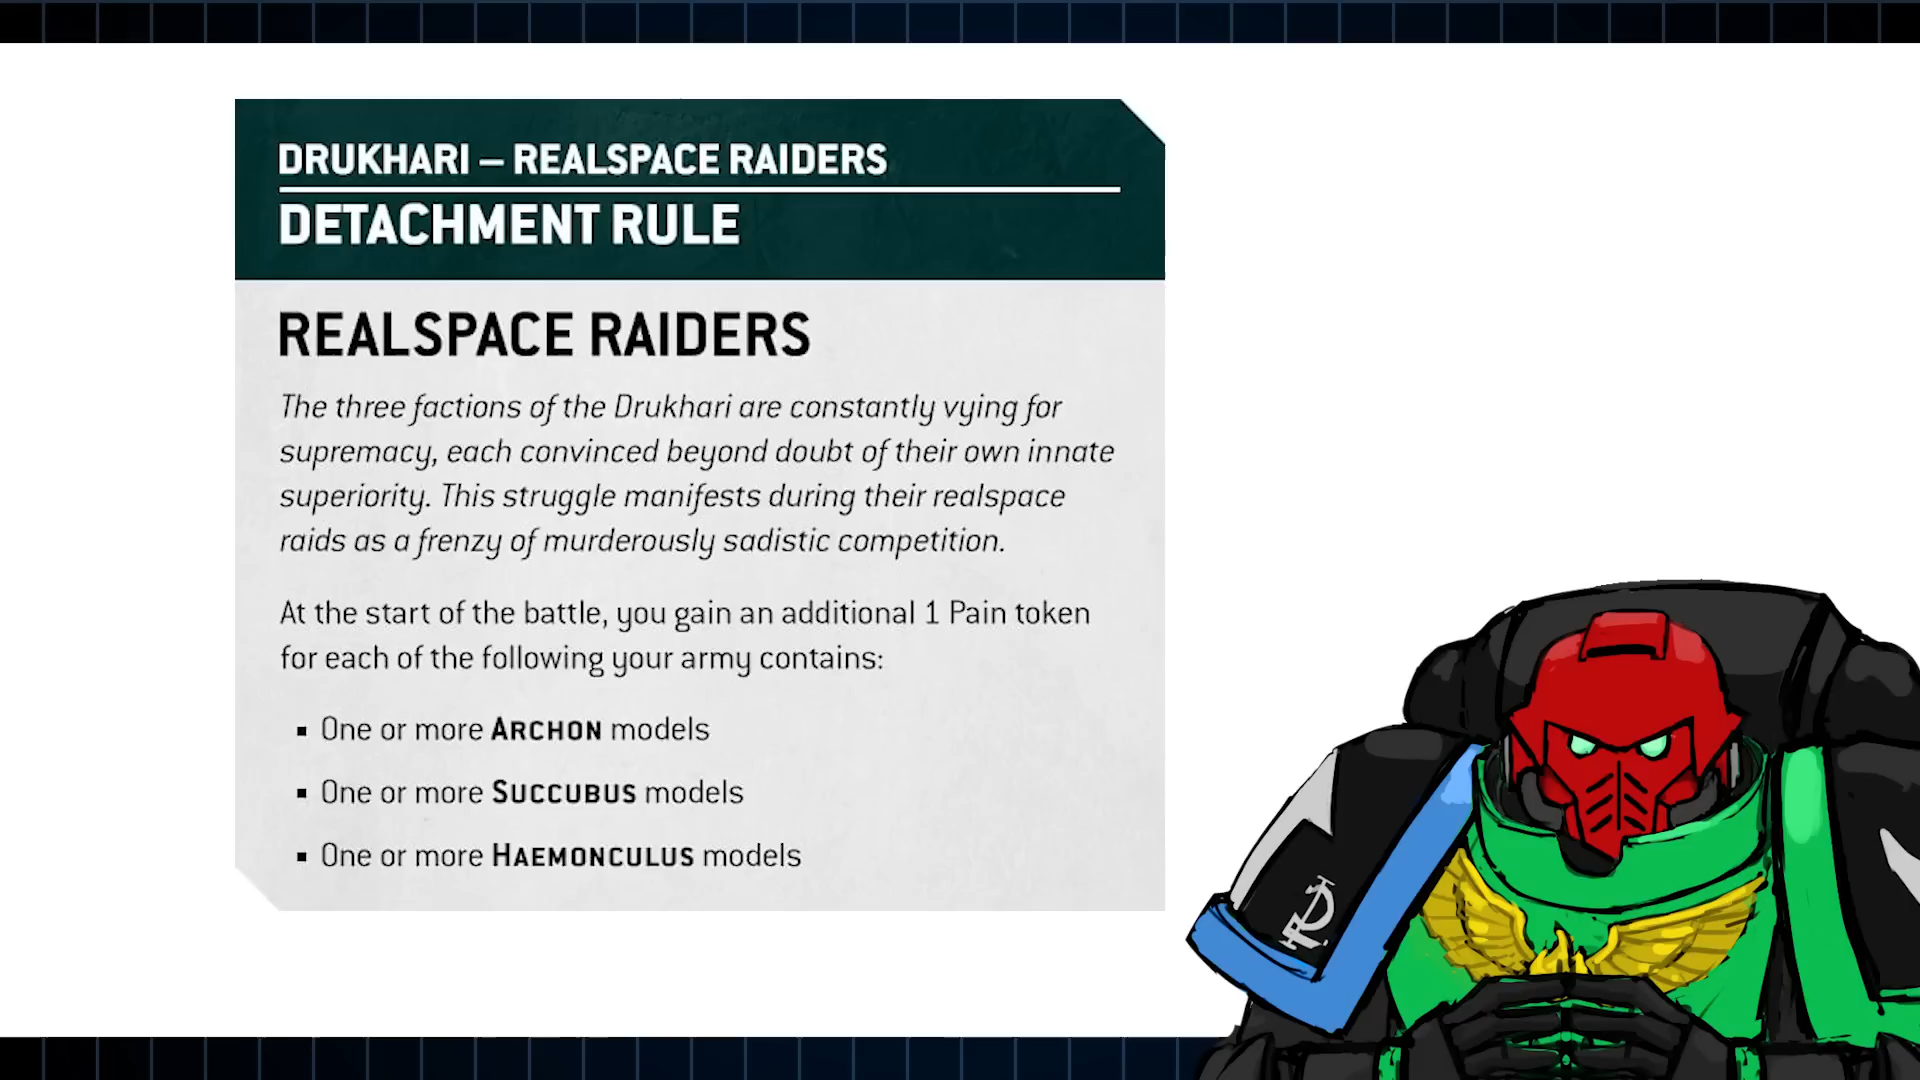 DRUKHARI – REALSPACE RAIDERS
DETACHMENT RULE
REALSPACE RAIDERS
The three factions of the Drukhari are constantly vying for
supremacy, each convinced beyond doubt of their own innate
superiority. This struggle manifests during their realspace
raids as a frenzy of murderously sadistic competition.
At the start of the battle, you gain an additional 1 Pain token
for each of the following your army contains:
▪ One or more ARCHON models
▪ One or more SUCCUBUS models
▪ One or more HAEMONCULUS models